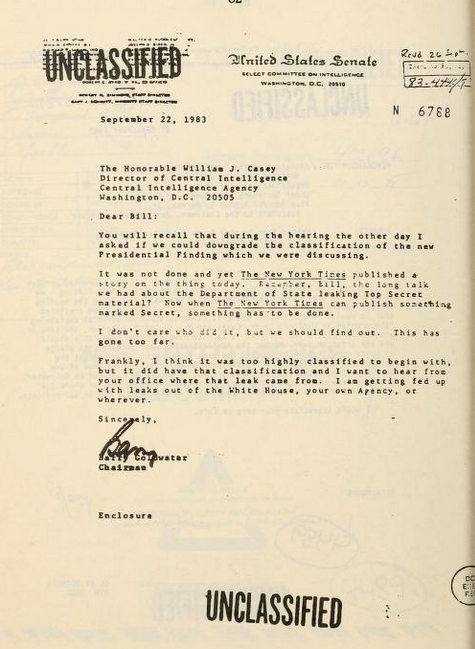 UNCLASSIFIED
United States Senate
SELECT COMMITTEE ON INTELLIGENCE
WASHINGTON, D.C. 20510
N 6788
September 22, 1983
The Honorable William J. Casey
Director of Central Intelligence
Central Intelligence Agency
Washington, D.C. 20505
Dear Bill:
You will recall that during the hearing the other day I
asked if we could downgrade the classification of the new
Presidential Finding which we were discussing.
It was not done and yet The New York Times published a
story on the thing today. Remember, Bill, the long talk
we had about the Department of State leaking Top Secret
material? Now when The New York Times can publish something
marked Secret, something has to be done.
I don't care who did it, but we should find out. This has
gone too far.
Frankly, I think it was too highly classified to begin with,
but it did have that classification and I want to hear from
your office where that leak came from. I am getting fed up
with leaks out of the White House, your own Agency, or
wherever.
Sincerely,
Barry
Barry Goldwater
Chairman
Enclosure
UNCLASSIFIED